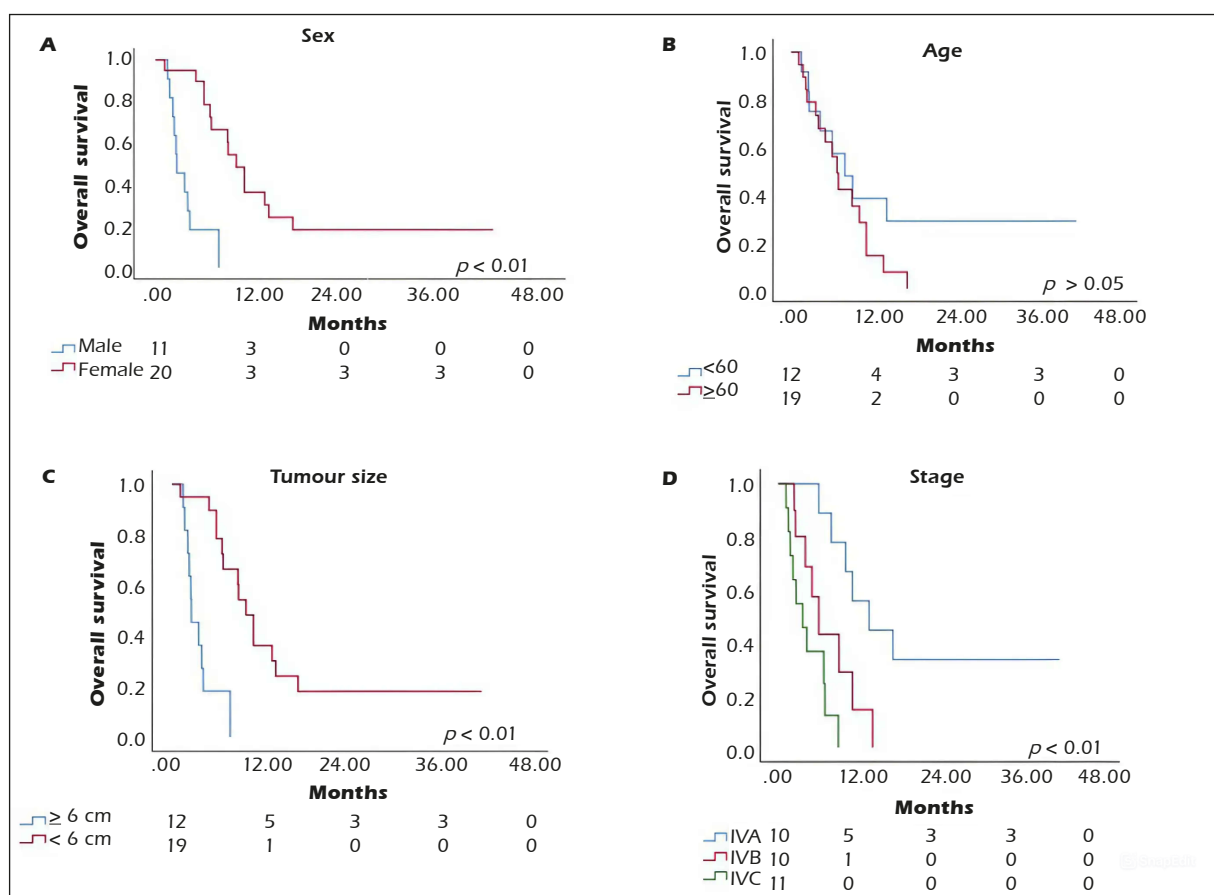 A
Sex
Overall survival
1.0
0.8
0.6
0.4
0.2
0.0
p < 0.01
.00 12.00 24.00 36.00 48.00
Months
Male 11 3 0 0 0
Female 20 3 3 3 0
B
Age
Overall survival
1.0
0.8
0.6
0.4
0.2
0.0
p > 0.05
.00 12.00 24.00 36.00 48.00
Months
<60 12 4 3 3 0
≥60 19 2 0 0 0
C
Tumour size
Overall survival
1.0
0.8
0.6
0.4
0.2
0.0
p < 0.01
.00 12.00 24.00 36.00 48.00
Months
≥ 6 cm 12 5 3 3 0
< 6 cm 19 1 0 0 0
D
Stage
Overall survival
1.0
0.8
0.6
0.4
0.2
0.0
p < 0.01
.00 12.00 24.00 36.00 48.00
Months
IVA 10 5 3 3 0
IVB 10 1 0 0 0
IVC 11 0 0 0 0